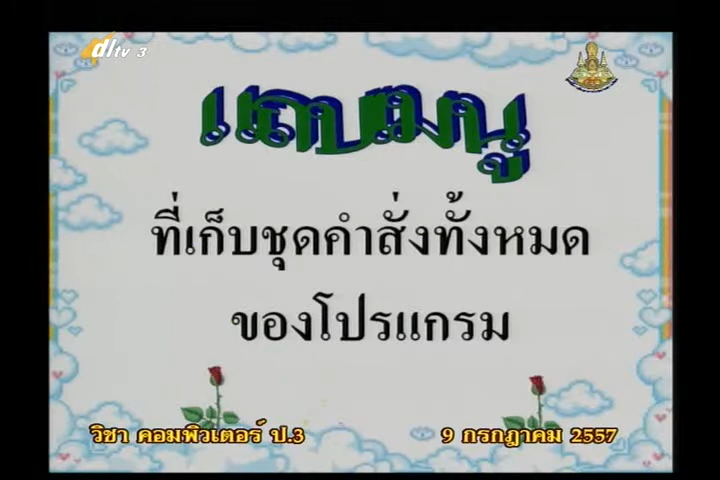 dltv 3
แถบเมนู
ที่เก็บชุดคำสั่งทั้งหมด
ของโปรแกรม
วิชา คอมพิวเตอร์ ป.3
9 กรกฎาคม 2557